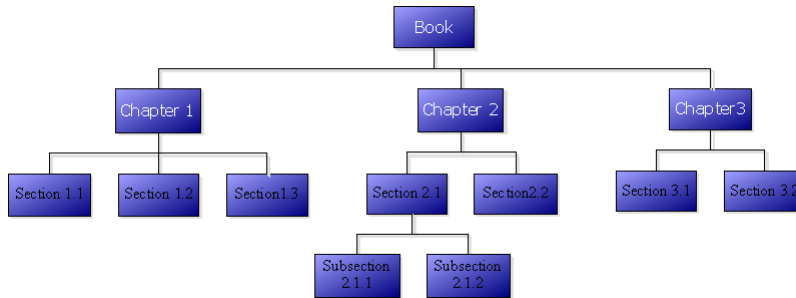 Book
Chapter 1
Chapter 2
Chapter3
Section 1.1
Section 1.2
Section1.3
Section 2.1
Section2.2
Section 3.1
Section 3.2
Subsection
2.1.1
Subsection
2.1.2